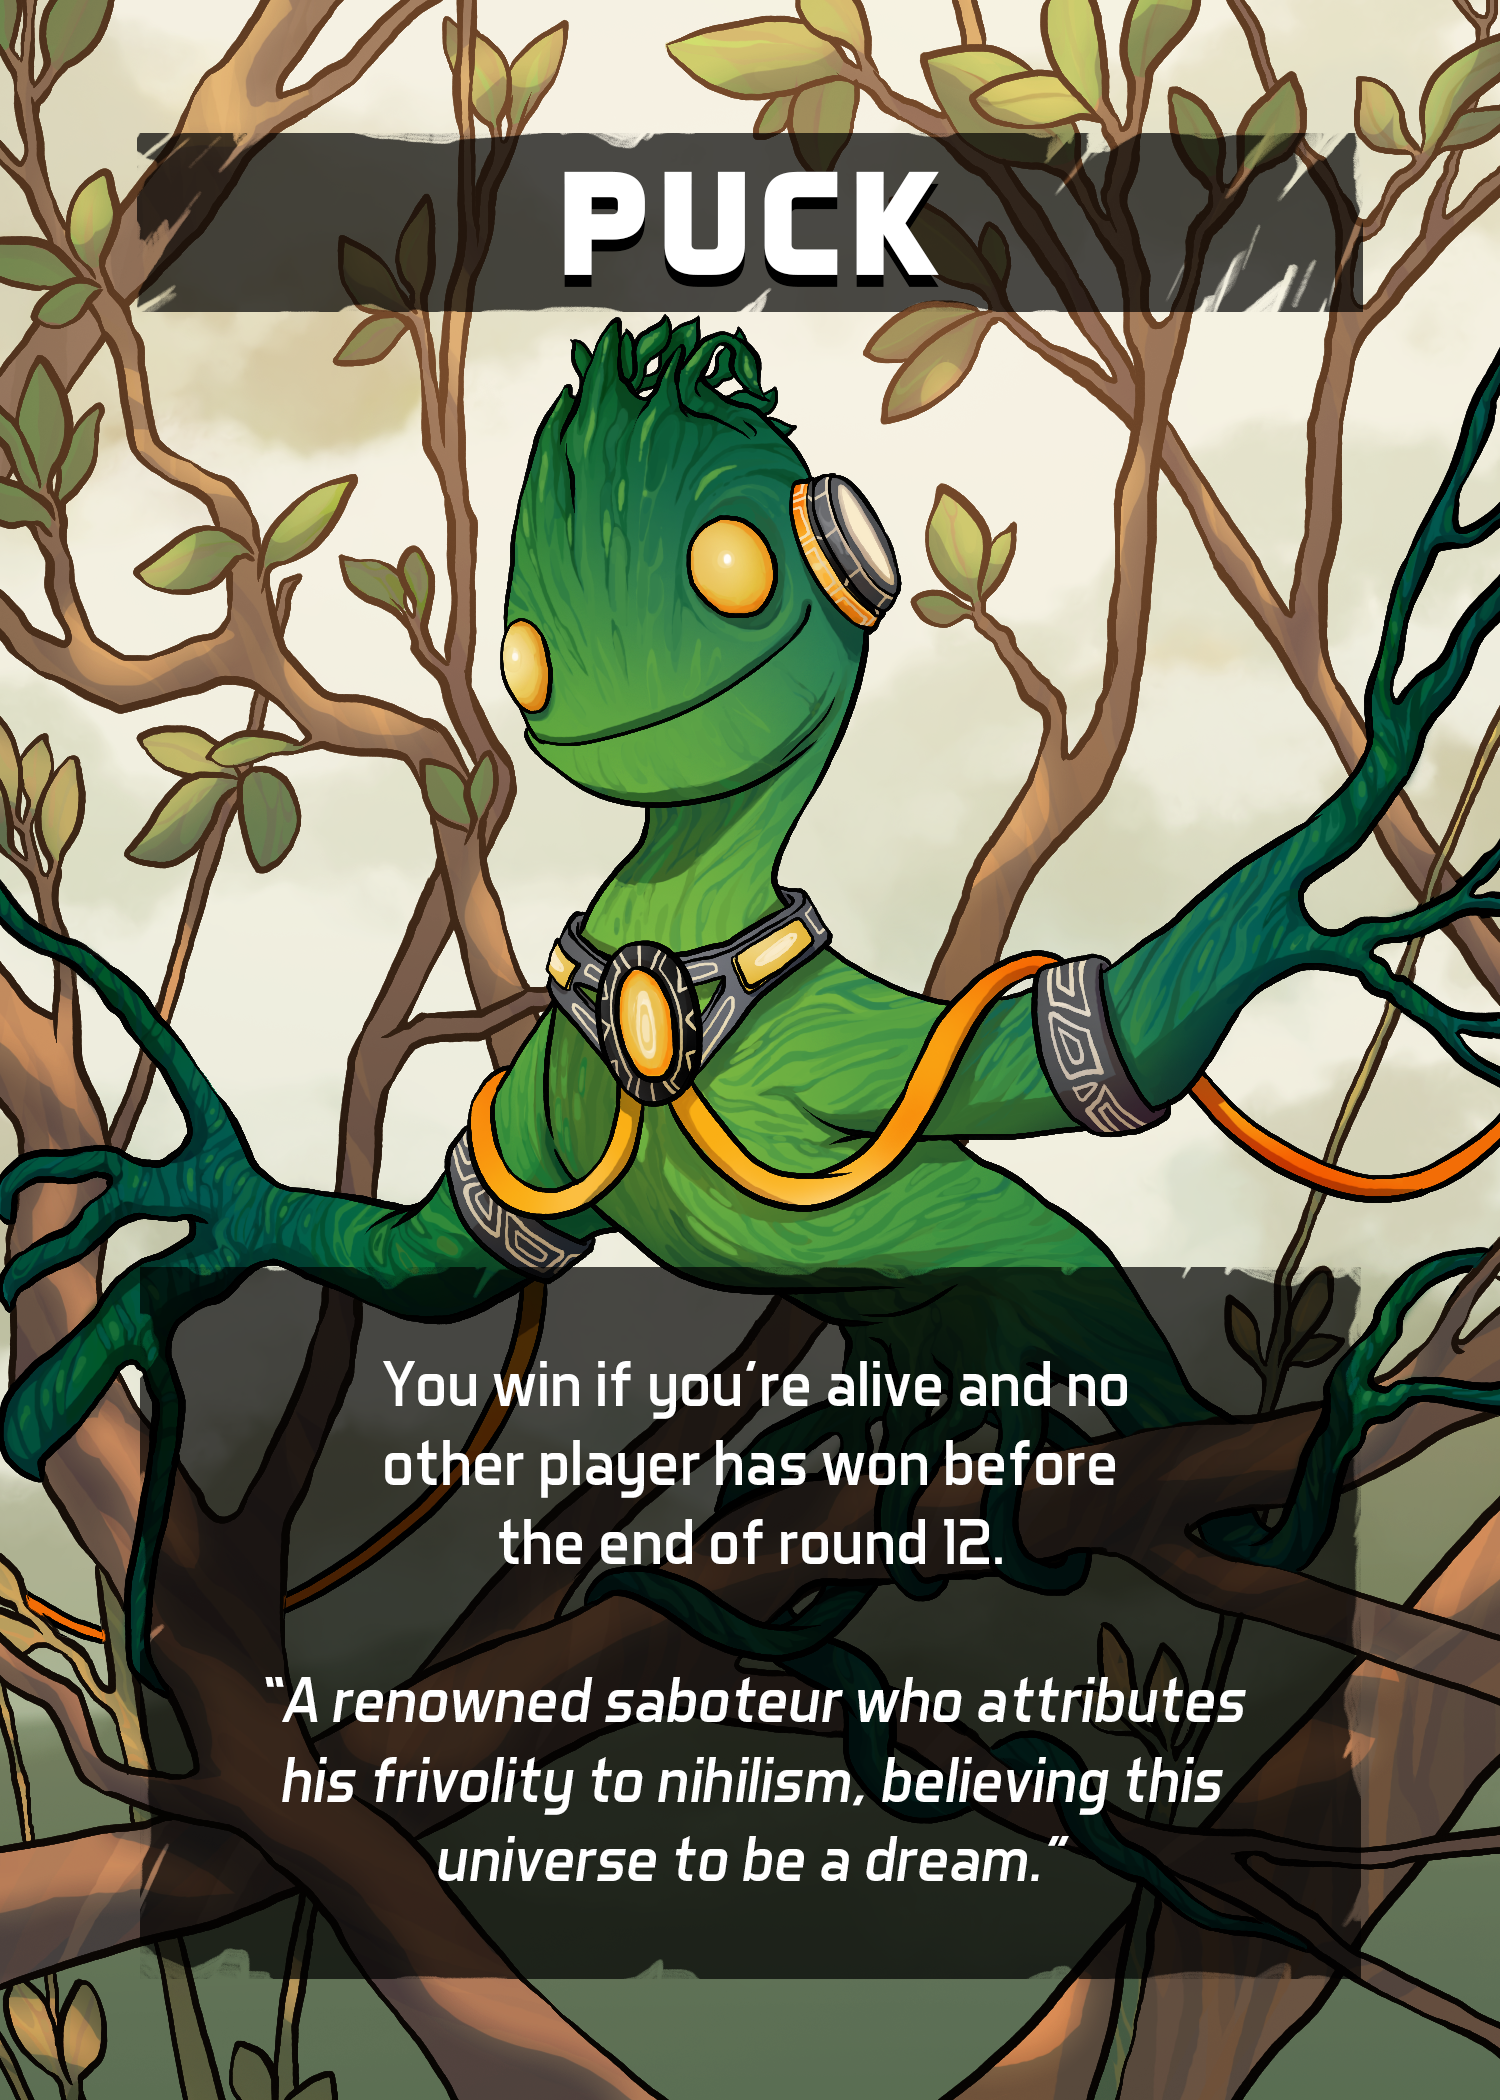 PUCK
You win if you're alive and no
other player has won before
the end of round 12.
"A renowned saboteur who attributes
his frivolity to nihilism, believing this
universe to be a dream."